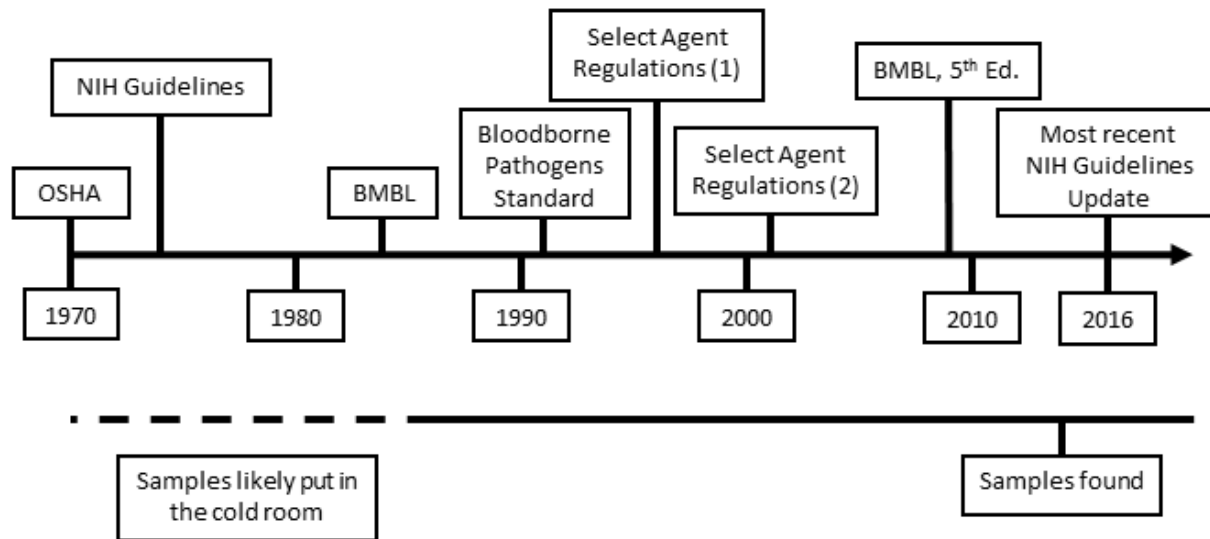 Select Agent
Regulations (1)
NIH Guidelines
BMBL, 5th Ed.
Bloodborne
Pathogens
Standard
Most recent
NIH Guidelines
Update
Select Agent
Regulations (2)
OSHA
BMBL
1970
1980
1990
2000
2010
2016
Samples likely put in
the cold room
Samples found